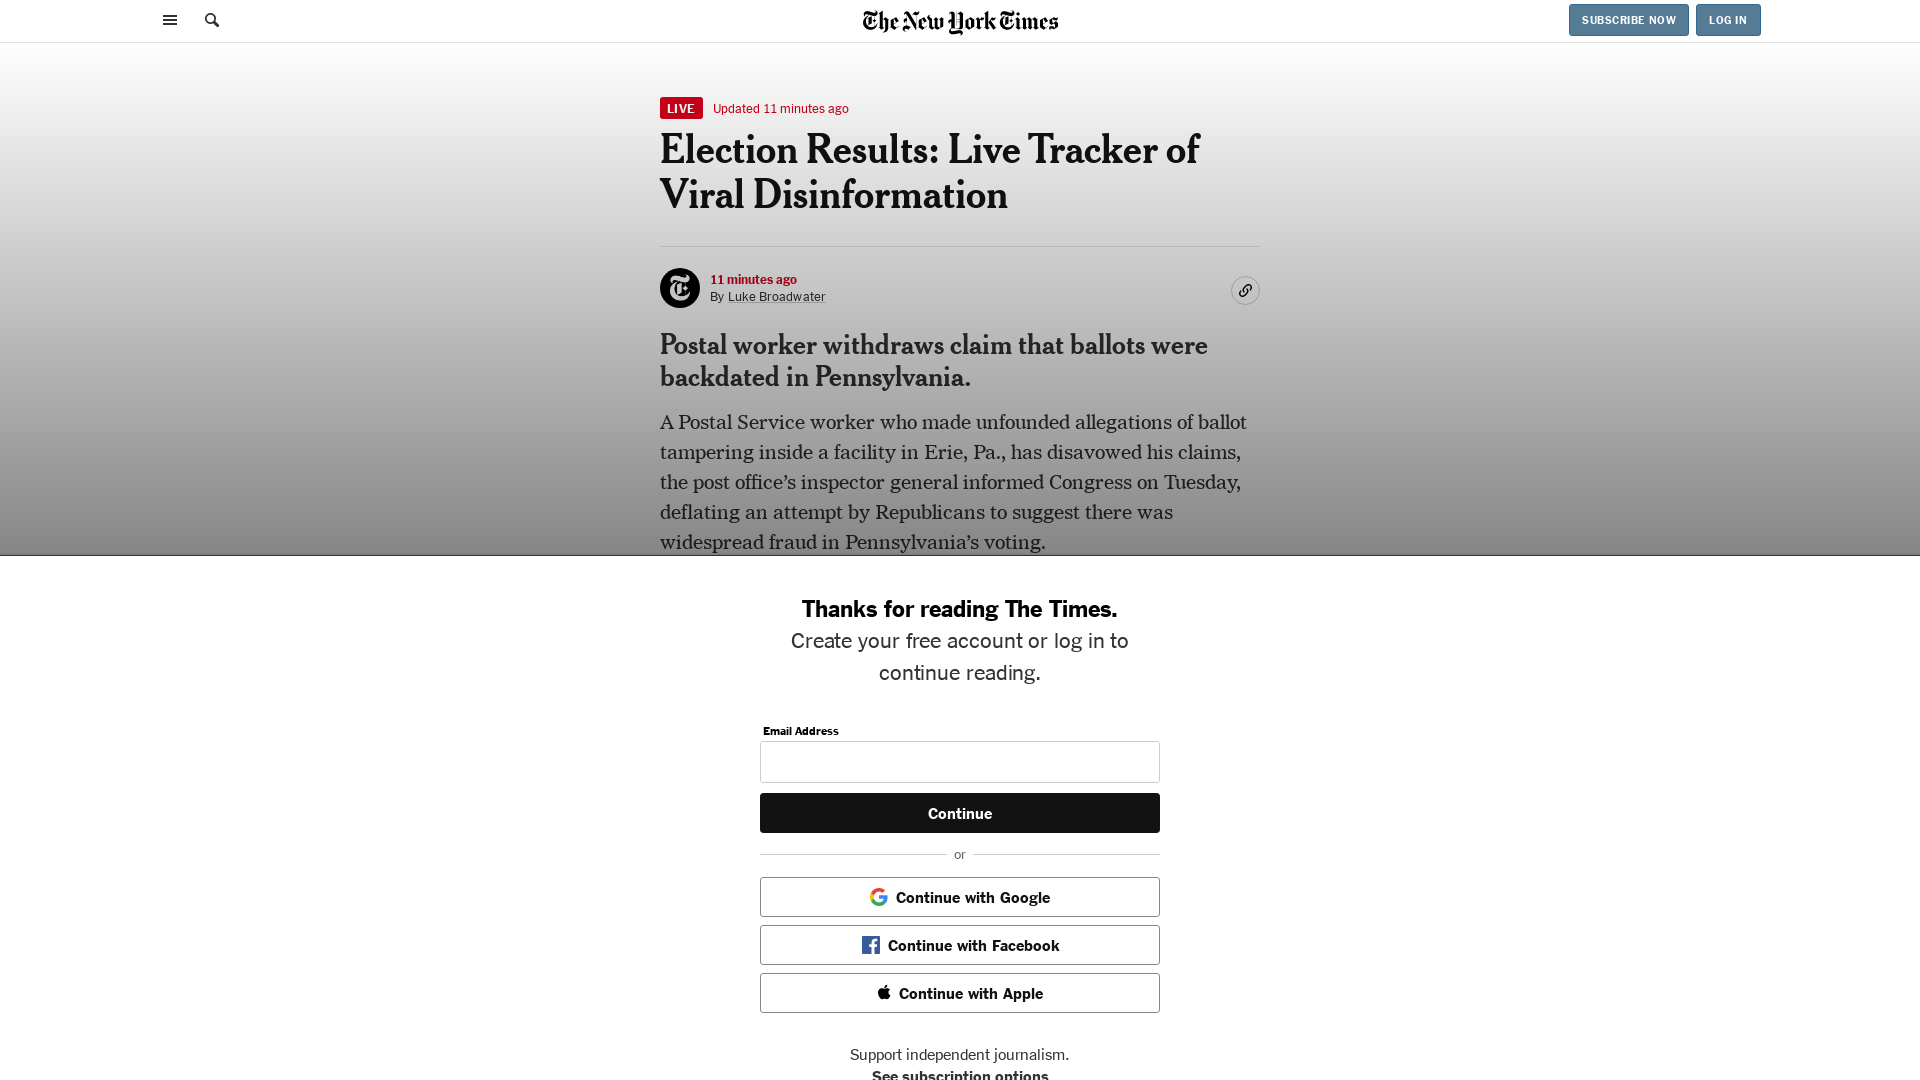 The New York Times
SUBSCRIBE NOW
LOG IN
LIVE
Updated 11 minutes ago
Election Results: Live Tracker of
Viral Disinformation
T
11 minutes ago
By Luke Broadwater
Postal worker withdraws claim that ballots were
backdated in Pennsylvania.
A Postal Service worker who made unfounded allegations of ballot
tampering inside a facility in Erie, Pa., has disavowed his claims,
the post office’s inspector general informed Congress on Tuesday,
deflating an attempt by Republicans to suggest there was
widespread fraud in Pennsylvania’s voting.
Thanks for reading The Times.
Create your free account or log in to
continue reading.
Email Address
Continue
or
Continue with Google
Continue with Facebook
Continue with Apple
Support independent journalism.
See subscription options